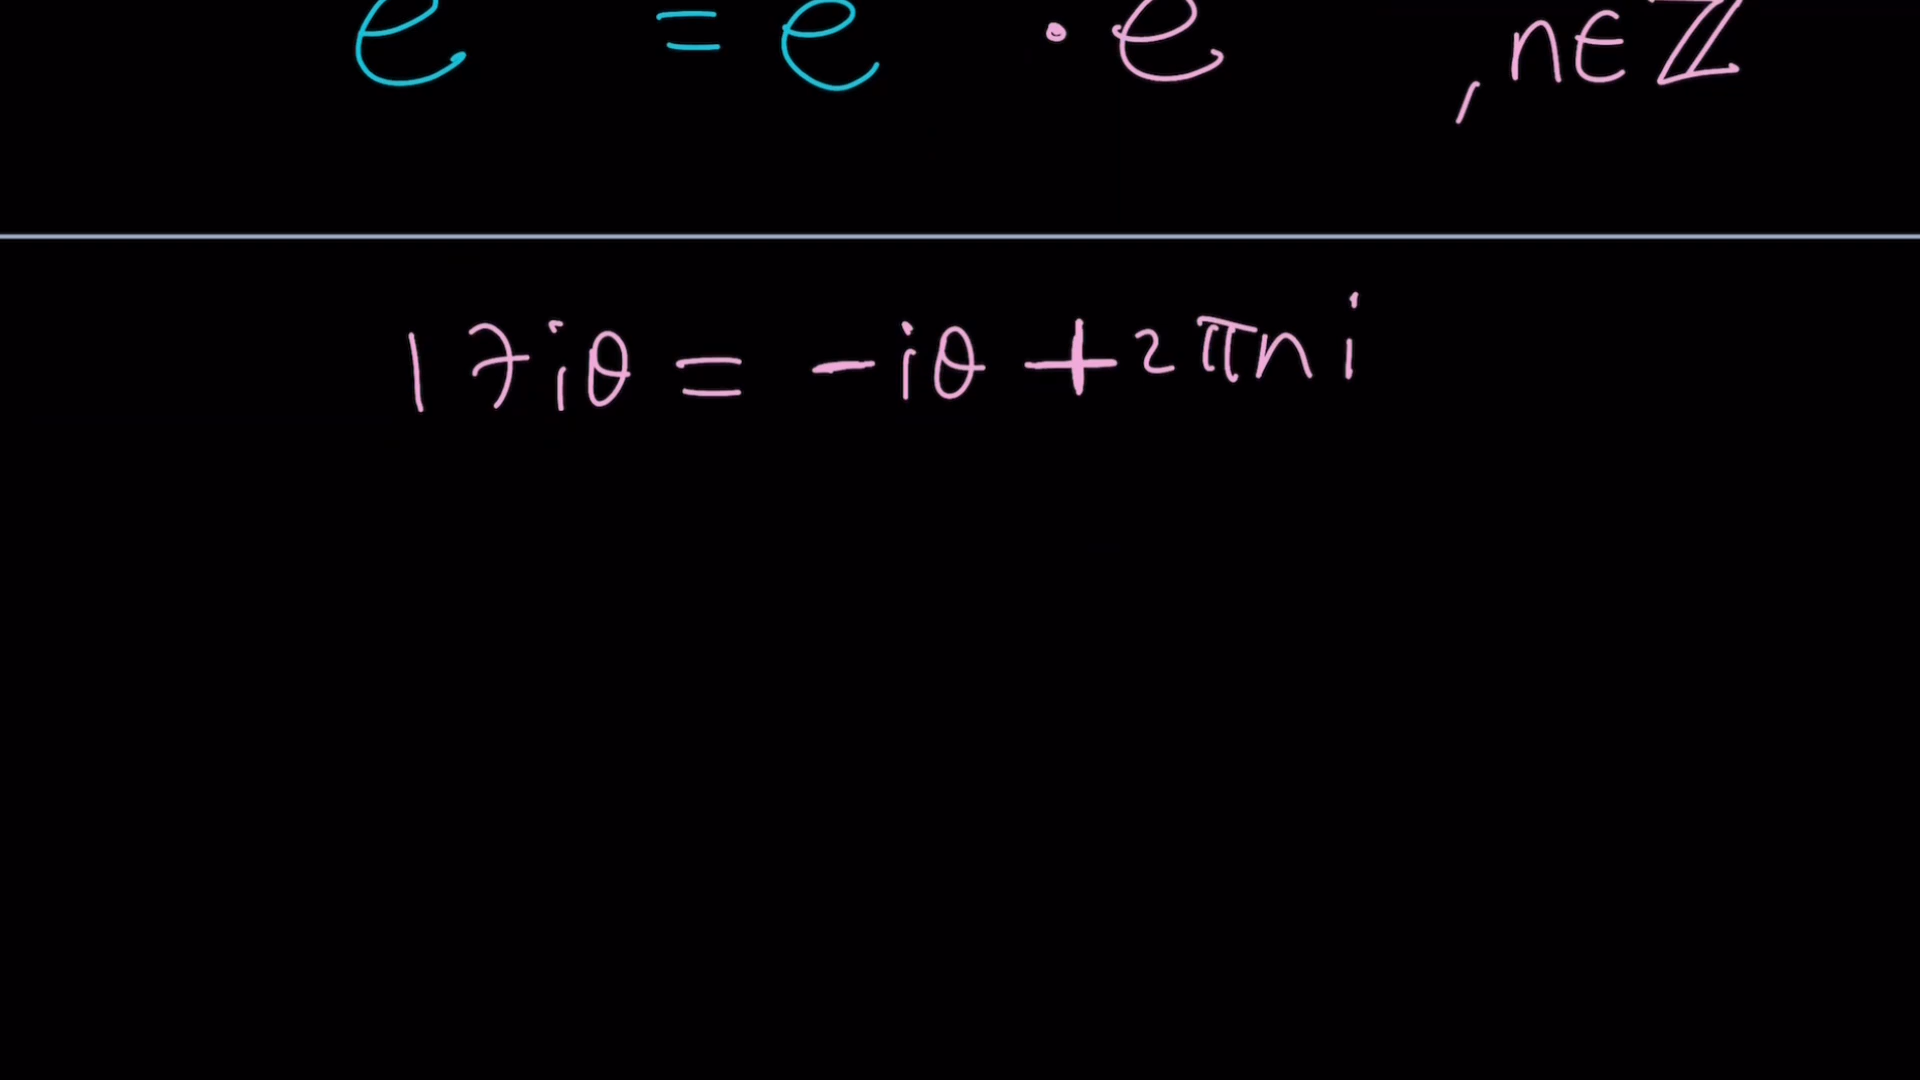 e = e · e , n∈ℤ
17iθ = -iθ + 2πni